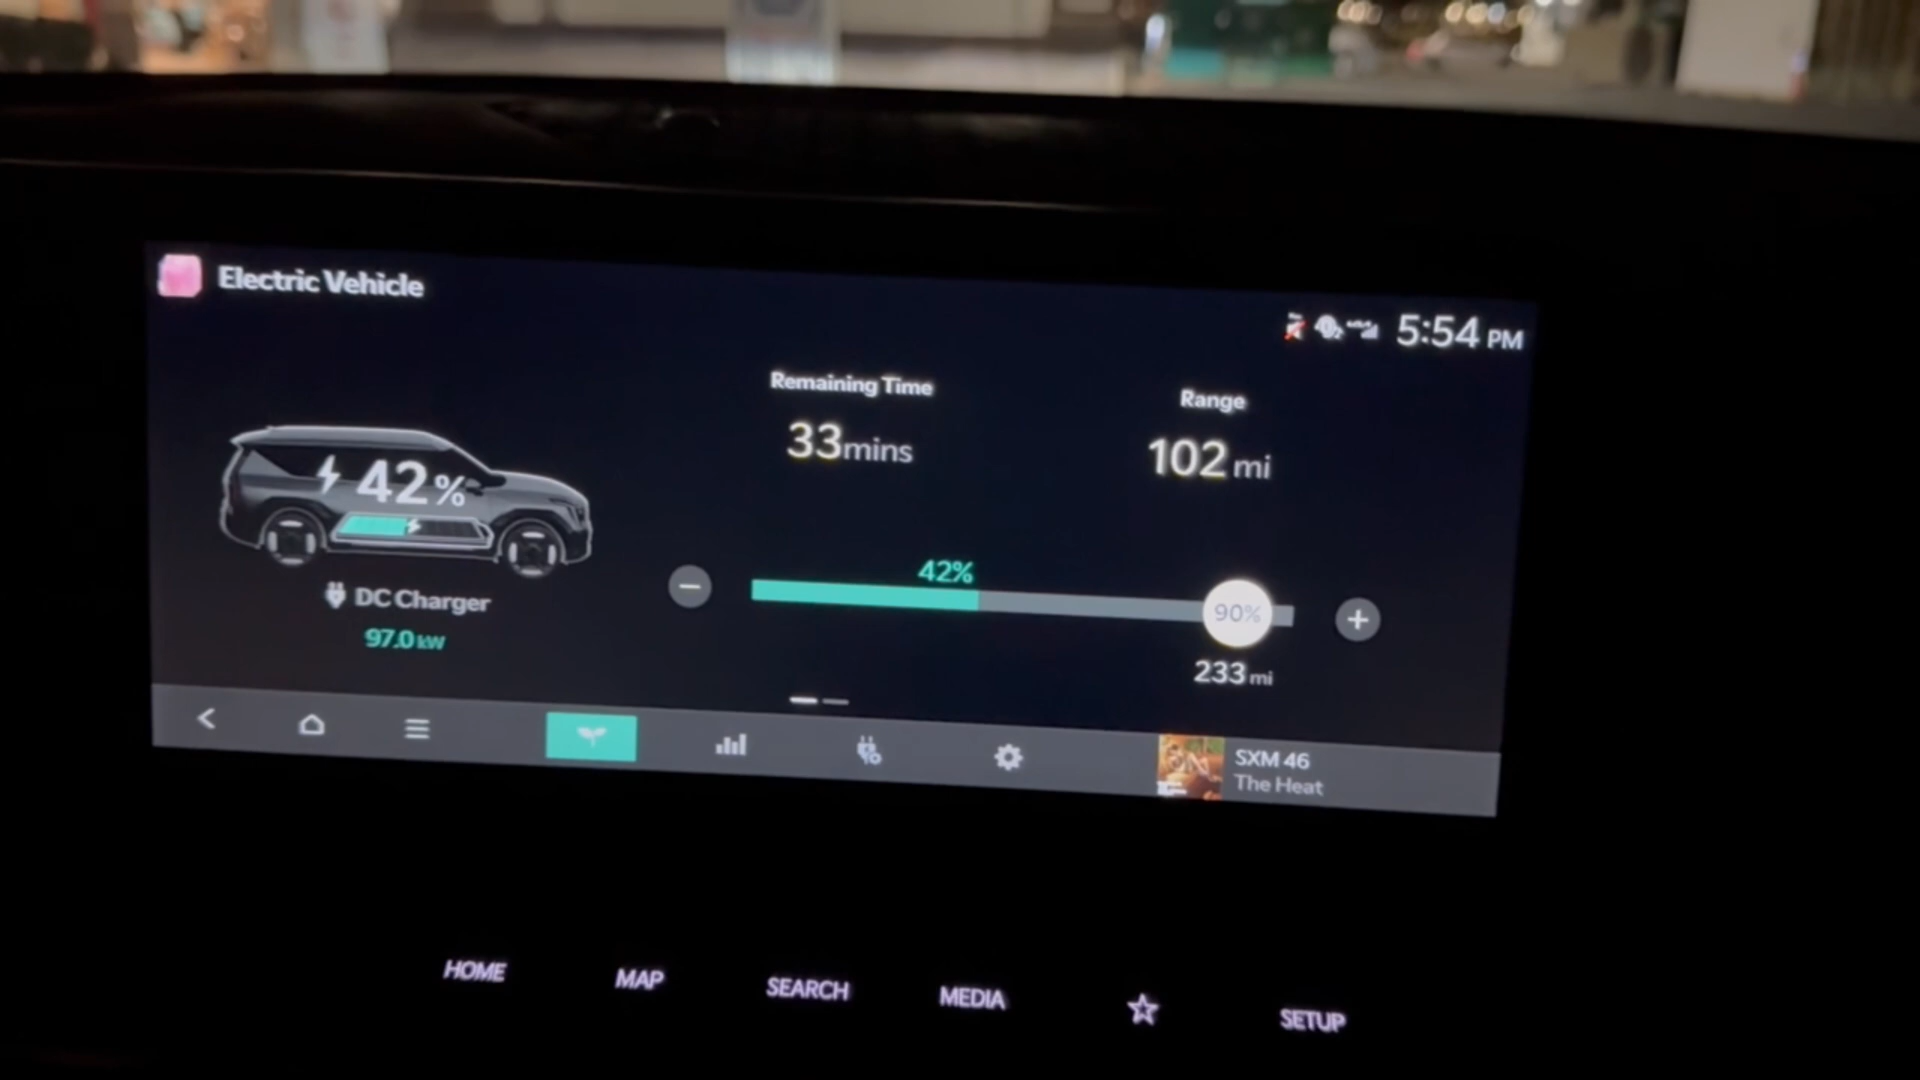 Electric Vehicle
5:54 PM
Remaining Time
33mins
Range
102 mi
42%
DC Charger
97.0 kW
42%
90%
233 mi
SXM 46
The Heat
HOME
MAP
SEARCH
MEDIA
SETUP